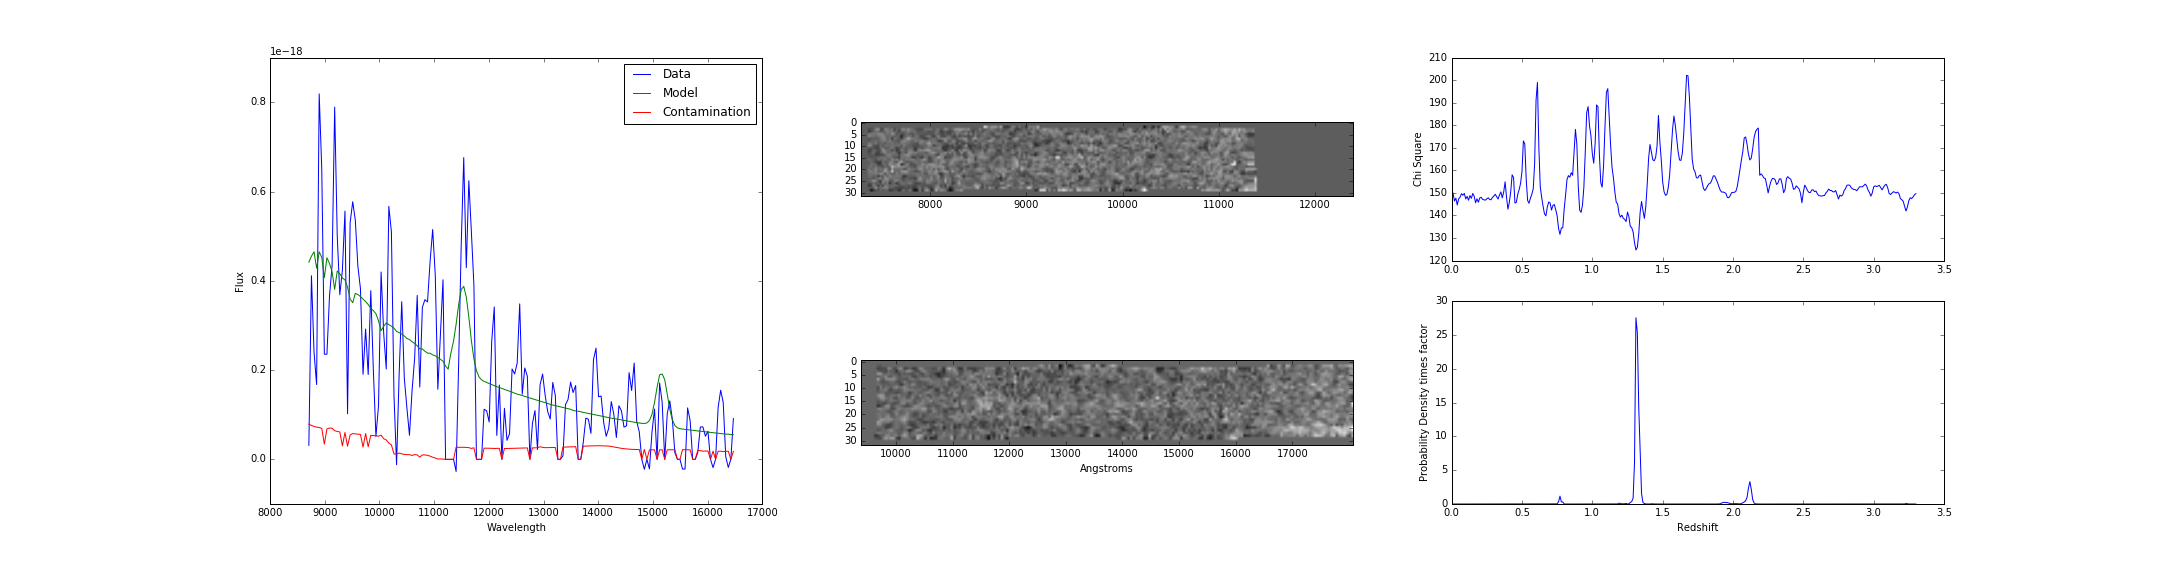 1e−18
0.8
0.6
0.4
0.2
0.0
Flux
8000 9000 10000 11000 12000 13000 14000 15000 16000 17000
Wavelength
Data
Model
Contamination
0
5
10
15
20
25
30
8000 9000 10000 11000 12000
0
5
10
15
20
25
30
10000 11000 12000 13000 14000 15000 16000 17000
Angstroms
210
200
190
180
170
160
150
140
130
120
Chi Square
0.0 0.5 1.0 1.5 2.0 2.5 3.0 3.5
30
25
20
15
10
5
0
Probability Density times factor
0.0 0.5 1.0 1.5 2.0 2.5 3.0 3.5
Redshift